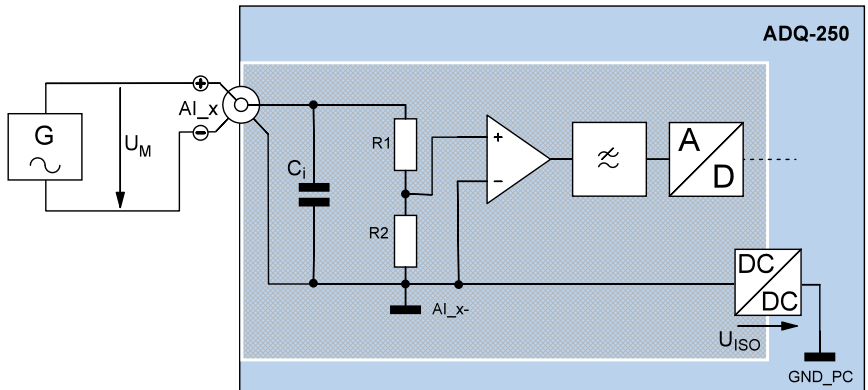 ADQ-250
G
U_M
+
AI_x
−
C_i
R1
R2
+
−
A
D
AI_x-
DC
DC
U_ISO
GND_PC